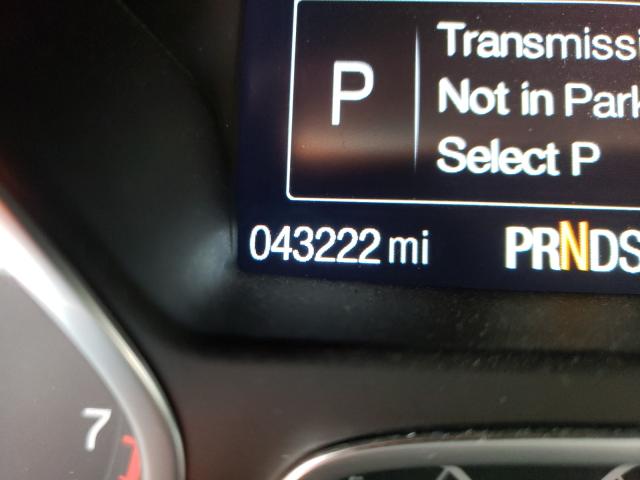 P
Transmissi
Not in Park
Select P
043222 mi
PRNDS
7